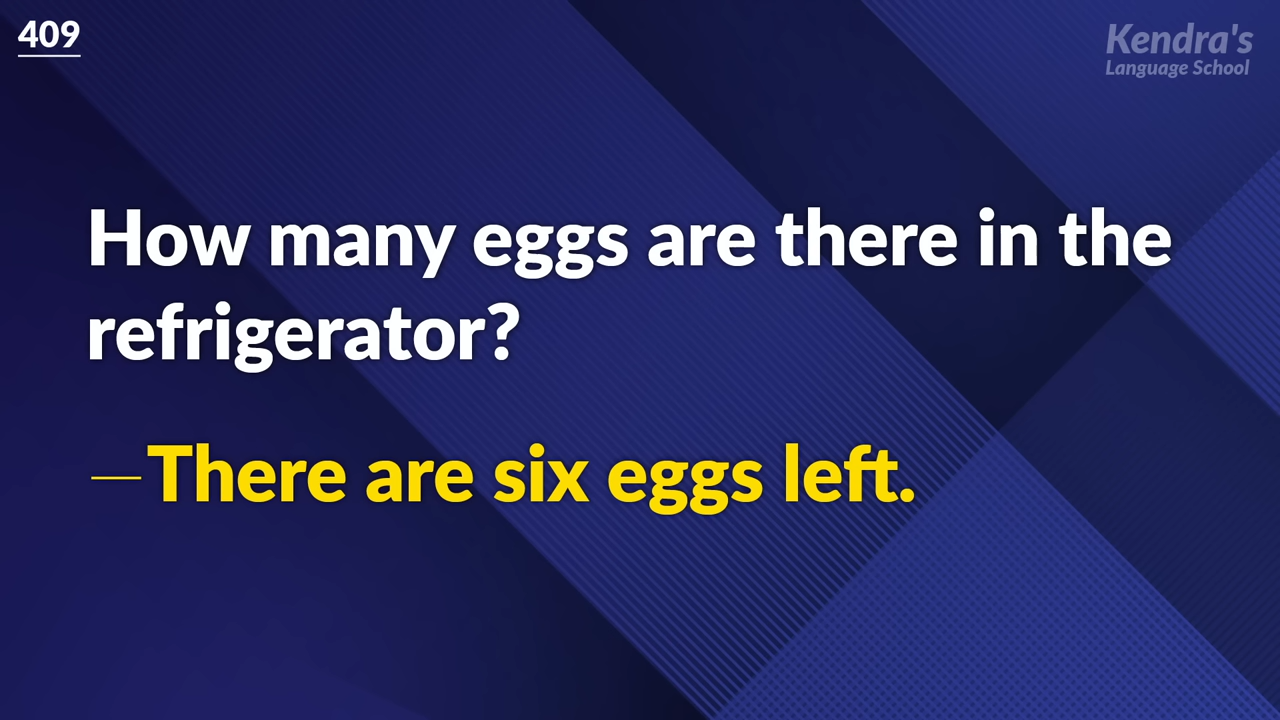 409
Kendra's
Language School
How many eggs are there in the
refrigerator?
—There are six eggs left.